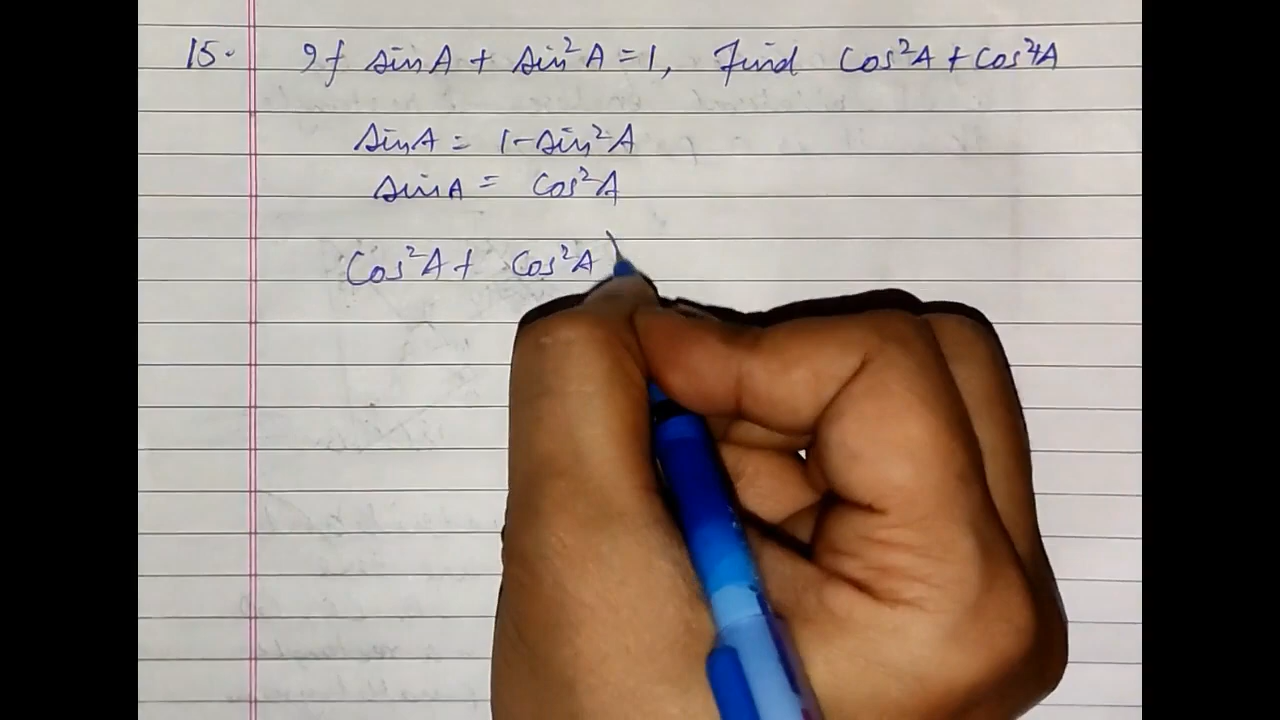 15. If sinA + sin²A = 1, Find Cos²A + Cos⁴A
sinA = 1 - sin²A
sinA = Cos²A
Cos²A + Cos²A